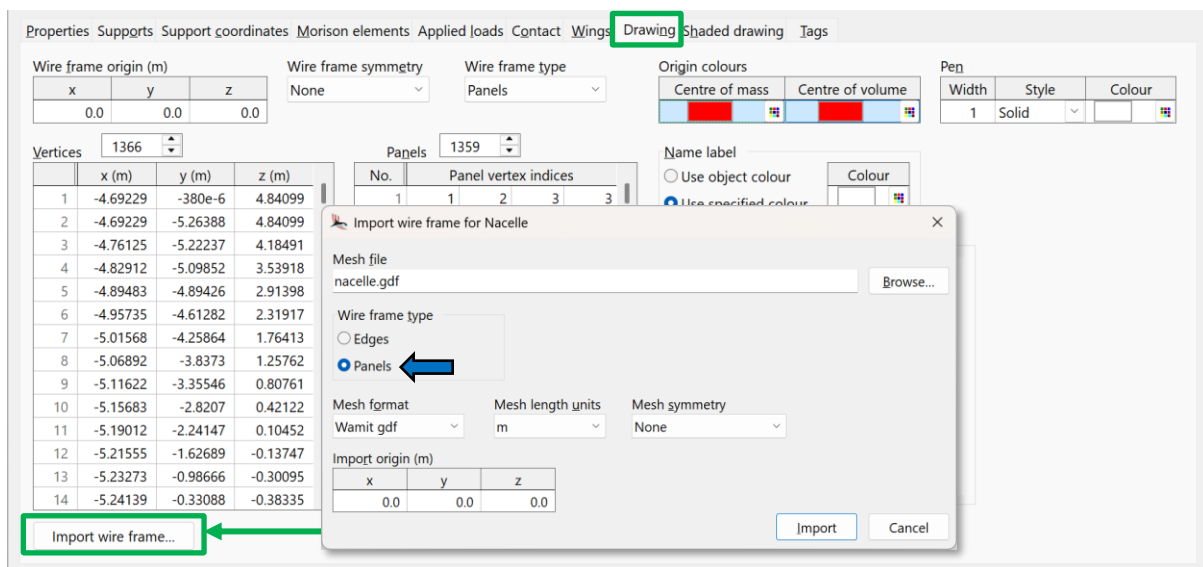 Properties Supports Support coordinates Morison elements Applied loads Contact Wings Drawing Shaded drawing Tags
Wire frame origin (m) Wire frame symmetry Wire frame type Origin colours Pen
x y z None Panels Centre of mass Centre of volume Width Style Colour
0.0 0.0 0.0 1 Solid
Vertices 1366 Panels 1359 Name label
x (m) y (m) z (m) No. Panel vertex indices Use object colour Colour
1 -4.69229 -380e-6 4.84099 1 1 2 3 3 Use specified colour
2 -4.69229 -5.26388 4.84099
3 -4.76125 -5.22237 4.18491
4 -4.82912 -5.09852 3.53918
5 -4.89483 -4.89426 2.91398
6 -4.95735 -4.61282 2.31917
7 -5.01568 -4.25864 1.76413
8 -5.06892 -3.8373 1.25762
9 -5.11622 -3.35546 0.80761
10 -5.15683 -2.8207 0.42122
11 -5.19012 -2.24147 0.10452
12 -5.21555 -1.62689 -0.13747
13 -5.23273 -0.98666 -0.30095
14 -5.24139 -0.33088 -0.38335
Import wire frame...
Import wire frame for Nacelle
Mesh file
nacelle.gdf Browse...
Wire frame type
Edges
Panels
Mesh format Mesh length units Mesh symmetry
Wamit gdf m None
Import origin (m)
x y z
0.0 0.0 0.0
Import Cancel